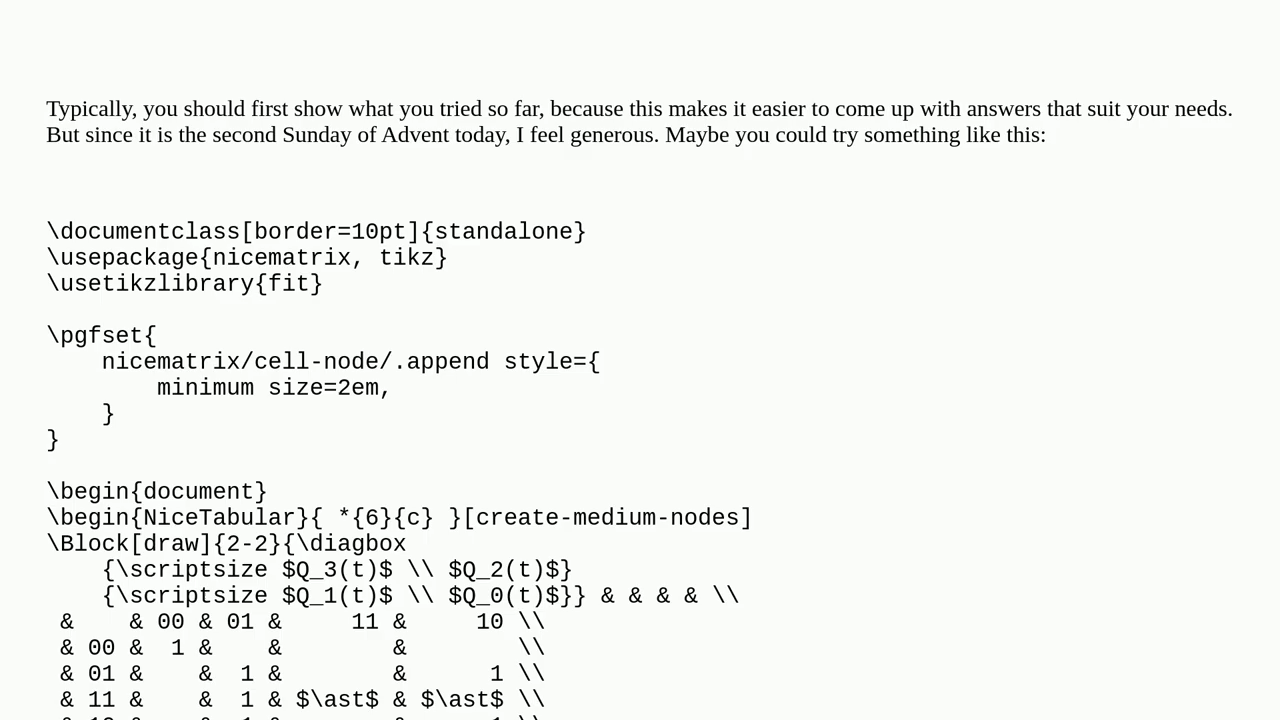 Typically, you should first show what you tried so far, because this makes it easier to come up with answers that suit your needs.
But since it is the second Sunday of Advent today, I feel generous. Maybe you could try something like this:
\documentclass[border=10pt]{standalone}
\usepackage{nicematrix, tikz}
\usetikzlibrary{fit}
\pgfset{
    nicematrix/cell-node/.append style={
        minimum size=2em,
    }
}
\begin{document}
\begin{NiceTabular}{ *{6}{c} }[create-medium-nodes]
\Block[draw]{2-2}{\diagbox
    {\scriptsize $Q_3(t)$ \\ $Q_2(t)$}
    {\scriptsize $Q_1(t)$ \\ $Q_0(t)$}} & & & & \\
 &    & 00 & 01 &     11 &     10 \\
 & 00 &  1 &    &        &        \\
 & 01 &    &  1 &        &      1 \\
 & 11 &    &  1 & $\ast$ & $\ast$ \\